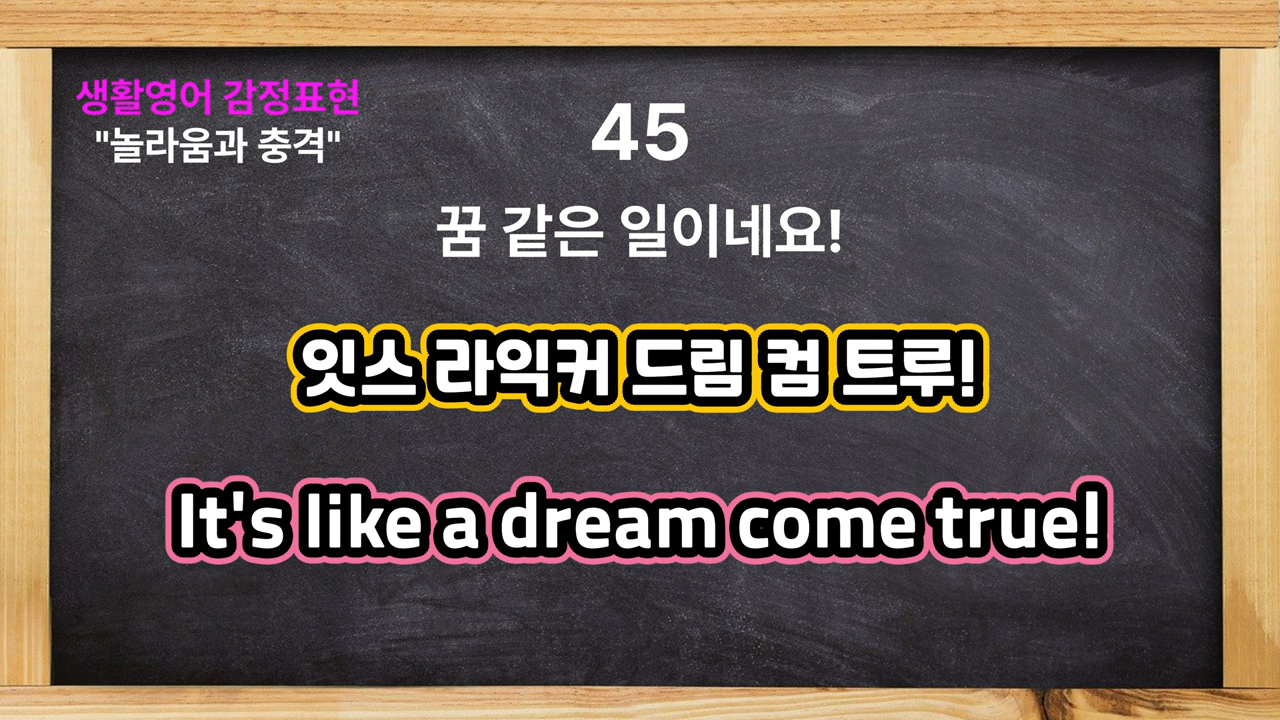 생활영어 감정표현
"놀라움과 충격"
45
꿈 같은 일이네요!
잇스 라익커 드림 컴 트루!
It's like a dream come true!